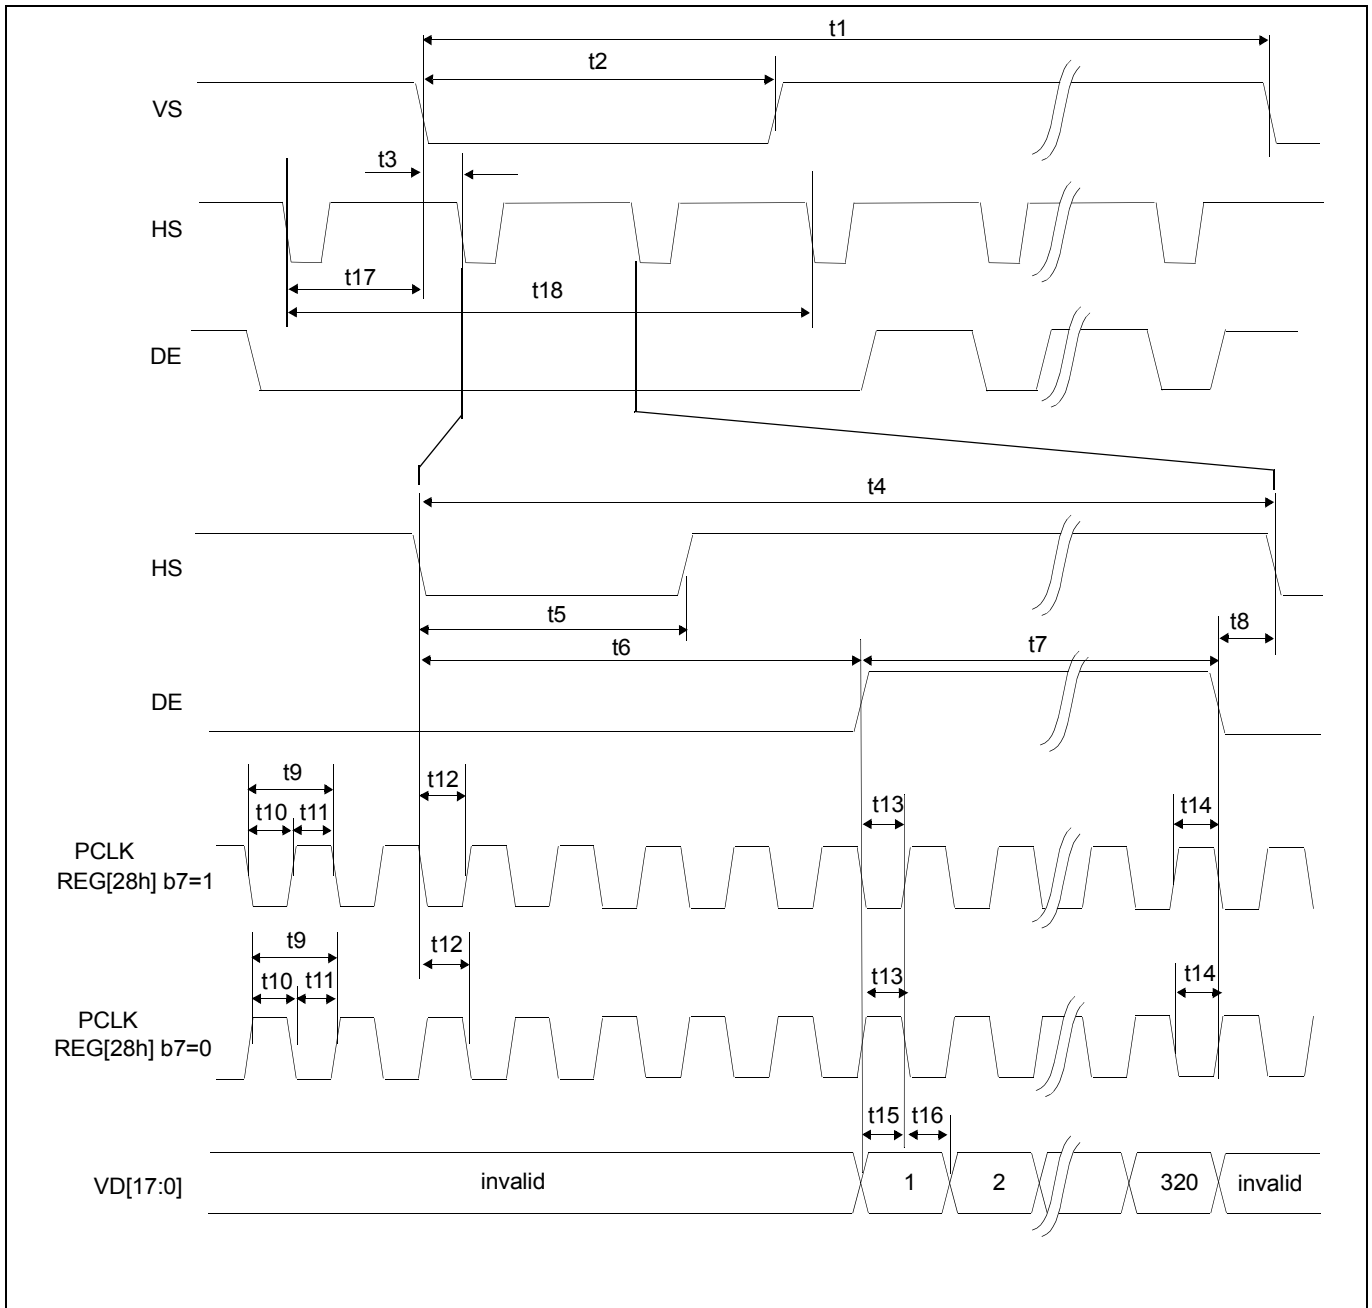 t1
t2
VS
t3
HS
t17
t18
DE
t4
HS
t5
t8
t6
t7
DE
t9
t12
t10
t11
t13
t14
PCLK
REG[28h] b7=1
t9
t12
t10
t11
t13
t14
PCLK
REG[28h] b7=0
t15
t16
VD[17:0]
invalid
1
2
320
invalid